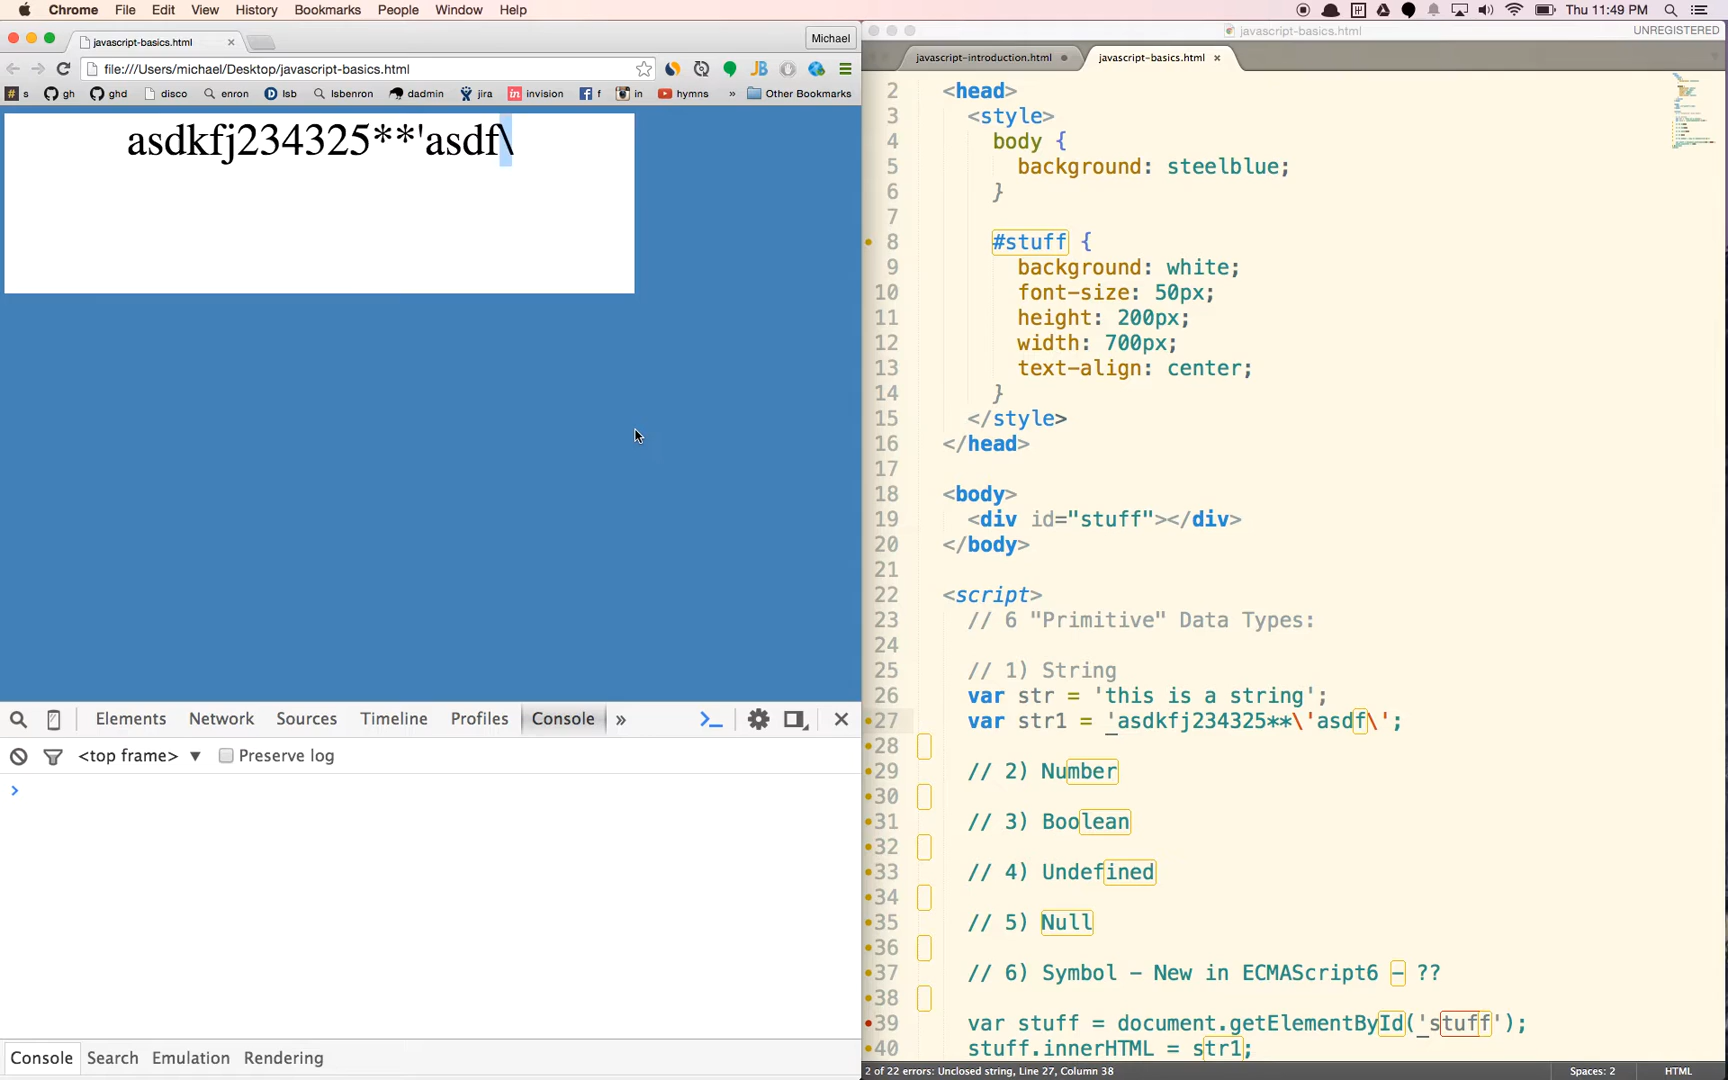 Chrome File Edit View History Bookmarks People Window Help Thu 11:49 PM
javascript-basics.html × Michael
file:///Users/michael/Desktop/javascript-basics.html
s gh ghd disco enron lsb lsbenron dadmin jira invision f in hymns » Other Bookmarks
asdkfj234325**'asdf\
Elements Network Sources Timeline Profiles Console »
<top frame> ▼ Preserve log
>
Console Search Emulation Rendering
javascript-basics.html UNREGISTERED
javascript-introduction.html javascript-basics.html ×
2 <head>
3 <style>
4 body {
5 background: steelblue;
6 }
7
8 #stuff {
9 background: white;
10 font-size: 50px;
11 height: 200px;
12 width: 700px;
13 text-align: center;
14 }
15 </style>
16 </head>
17
18 <body>
19 <div id="stuff"></div>
20 </body>
21
22 <script>
23 // 6 "Primitive" Data Types:
24
25 // 1) String
26 var str = 'this is a string';
27 var str1 = 'asdkfj234325**\'asdf\';
28
29 // 2) Number
30
31 // 3) Boolean
32
33 // 4) Undefined
34
35 // 5) Null
36
37 // 6) Symbol - New in ECMAScript6 - ??
38
39 var stuff = document.getElementById('stuff');
40 stuff.innerHTML = str1;
2 of 22 errors: Unclosed string, Line 27, Column 38 Spaces: 2 HTML